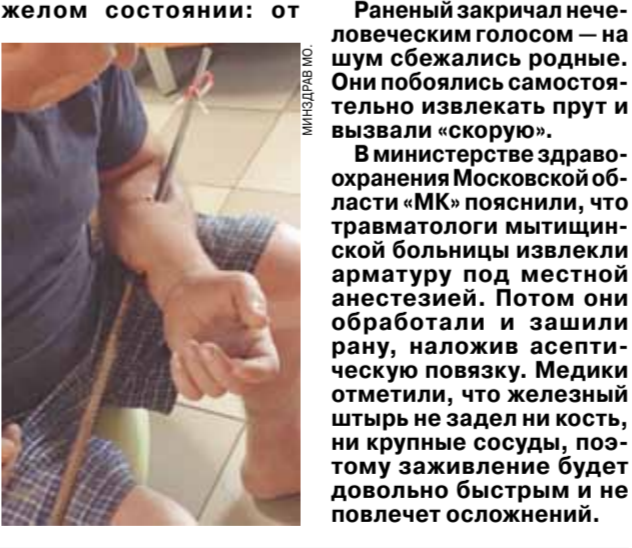 желом состоянии: от
МИНЗДРАВ МО.
Раненый закричал нече-
ловеческим голосом — на
шум сбежались родные.
Они побоялись самостоя-
тельно извлекать прут и
вызвали «скорую».
В министерстве здраво-
охранения Московской об-
ласти «МК» пояснили, что
травматологи мытищин-
ской больницы извлекли
арматуру под местной
анестезией. Потом они
обработали и зашили
рану, наложив асепти-
ческую повязку. Медики
отметили, что железный
штырь не задел ни кость,
ни крупные сосуды, поэ-
тому заживление будет
довольно быстрым и не
повлечет осложнений.